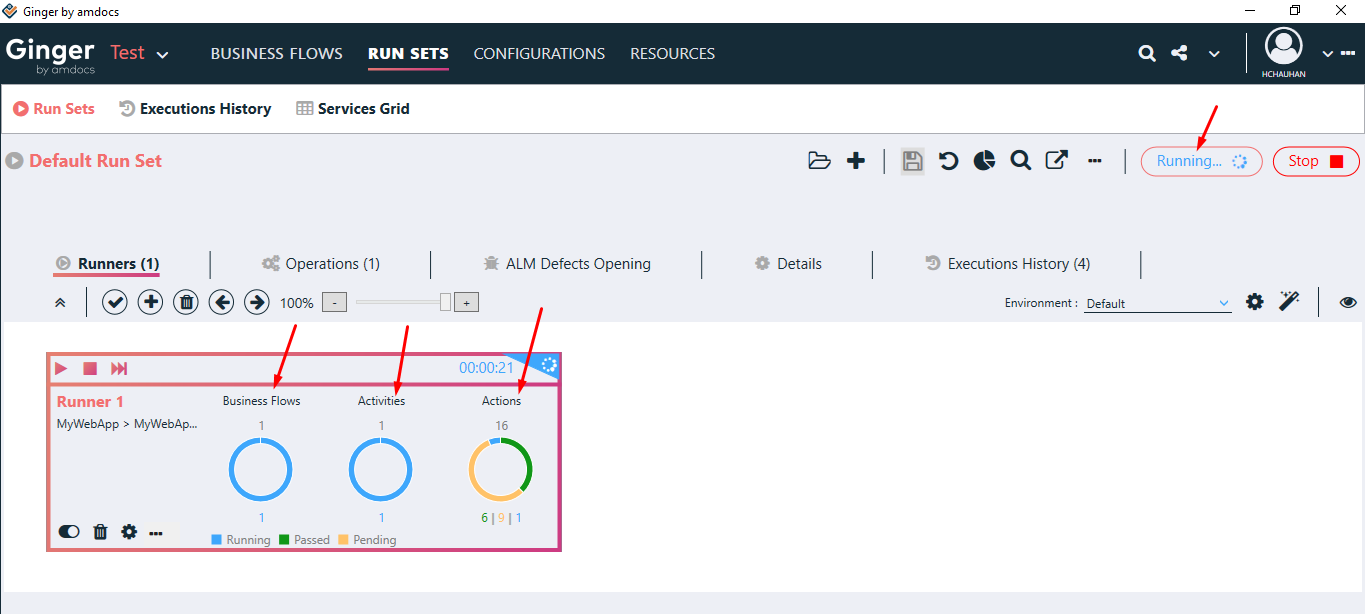 Ginger by amdocs
Ginger
by amdocs
Test
BUSINESS FLOWS
RUN SETS
CONFIGURATIONS
RESOURCES
HCHAUHAN
Run Sets
Executions History
Services Grid
Default Run Set
Running...
Stop
Runners (1)
Operations (1)
ALM Defects Opening
Details
Executions History (4)
100%
-
+
Environment :
Default
00:00:21
Runner 1
MyWebApp > MyWebAp...
Business Flows
Activities
Actions
1
1
16
1
1
6 | 9 | 1
Running
Passed
Pending